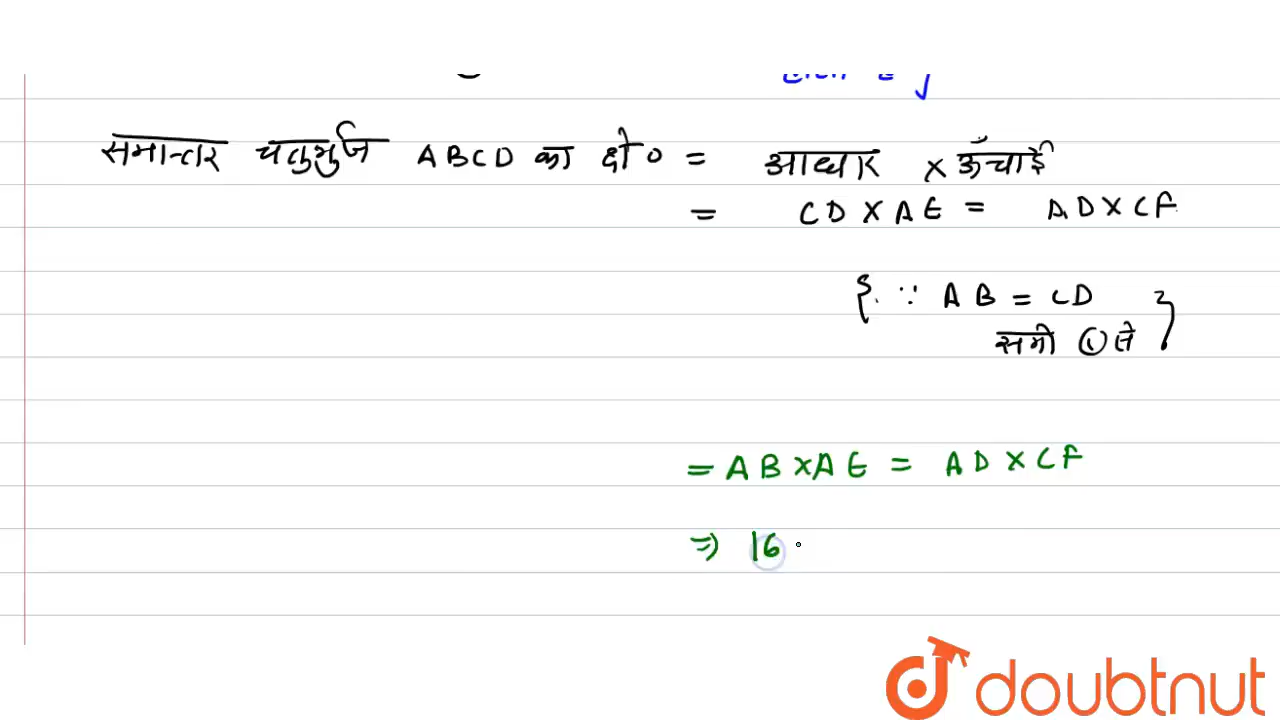 समान्तर चतुर्भुज ABCD का क्षे० = आधार × ऊँचाई
= CD × AE = AD × CF
{ ∵ AB = CD
समी ① से }
= AB × AE = AD × CF
⇒ 16
doubtnut